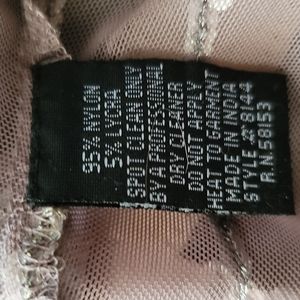 95% NYLON
5% LYCRA
SPOT CLEAN ONLY
BY A PROFESSIONAL
DRY CLEANER
DO NOT APPLY
HEAT TO GARMENT
MADE IN INDIA
STYLE # 8144
RN 58153